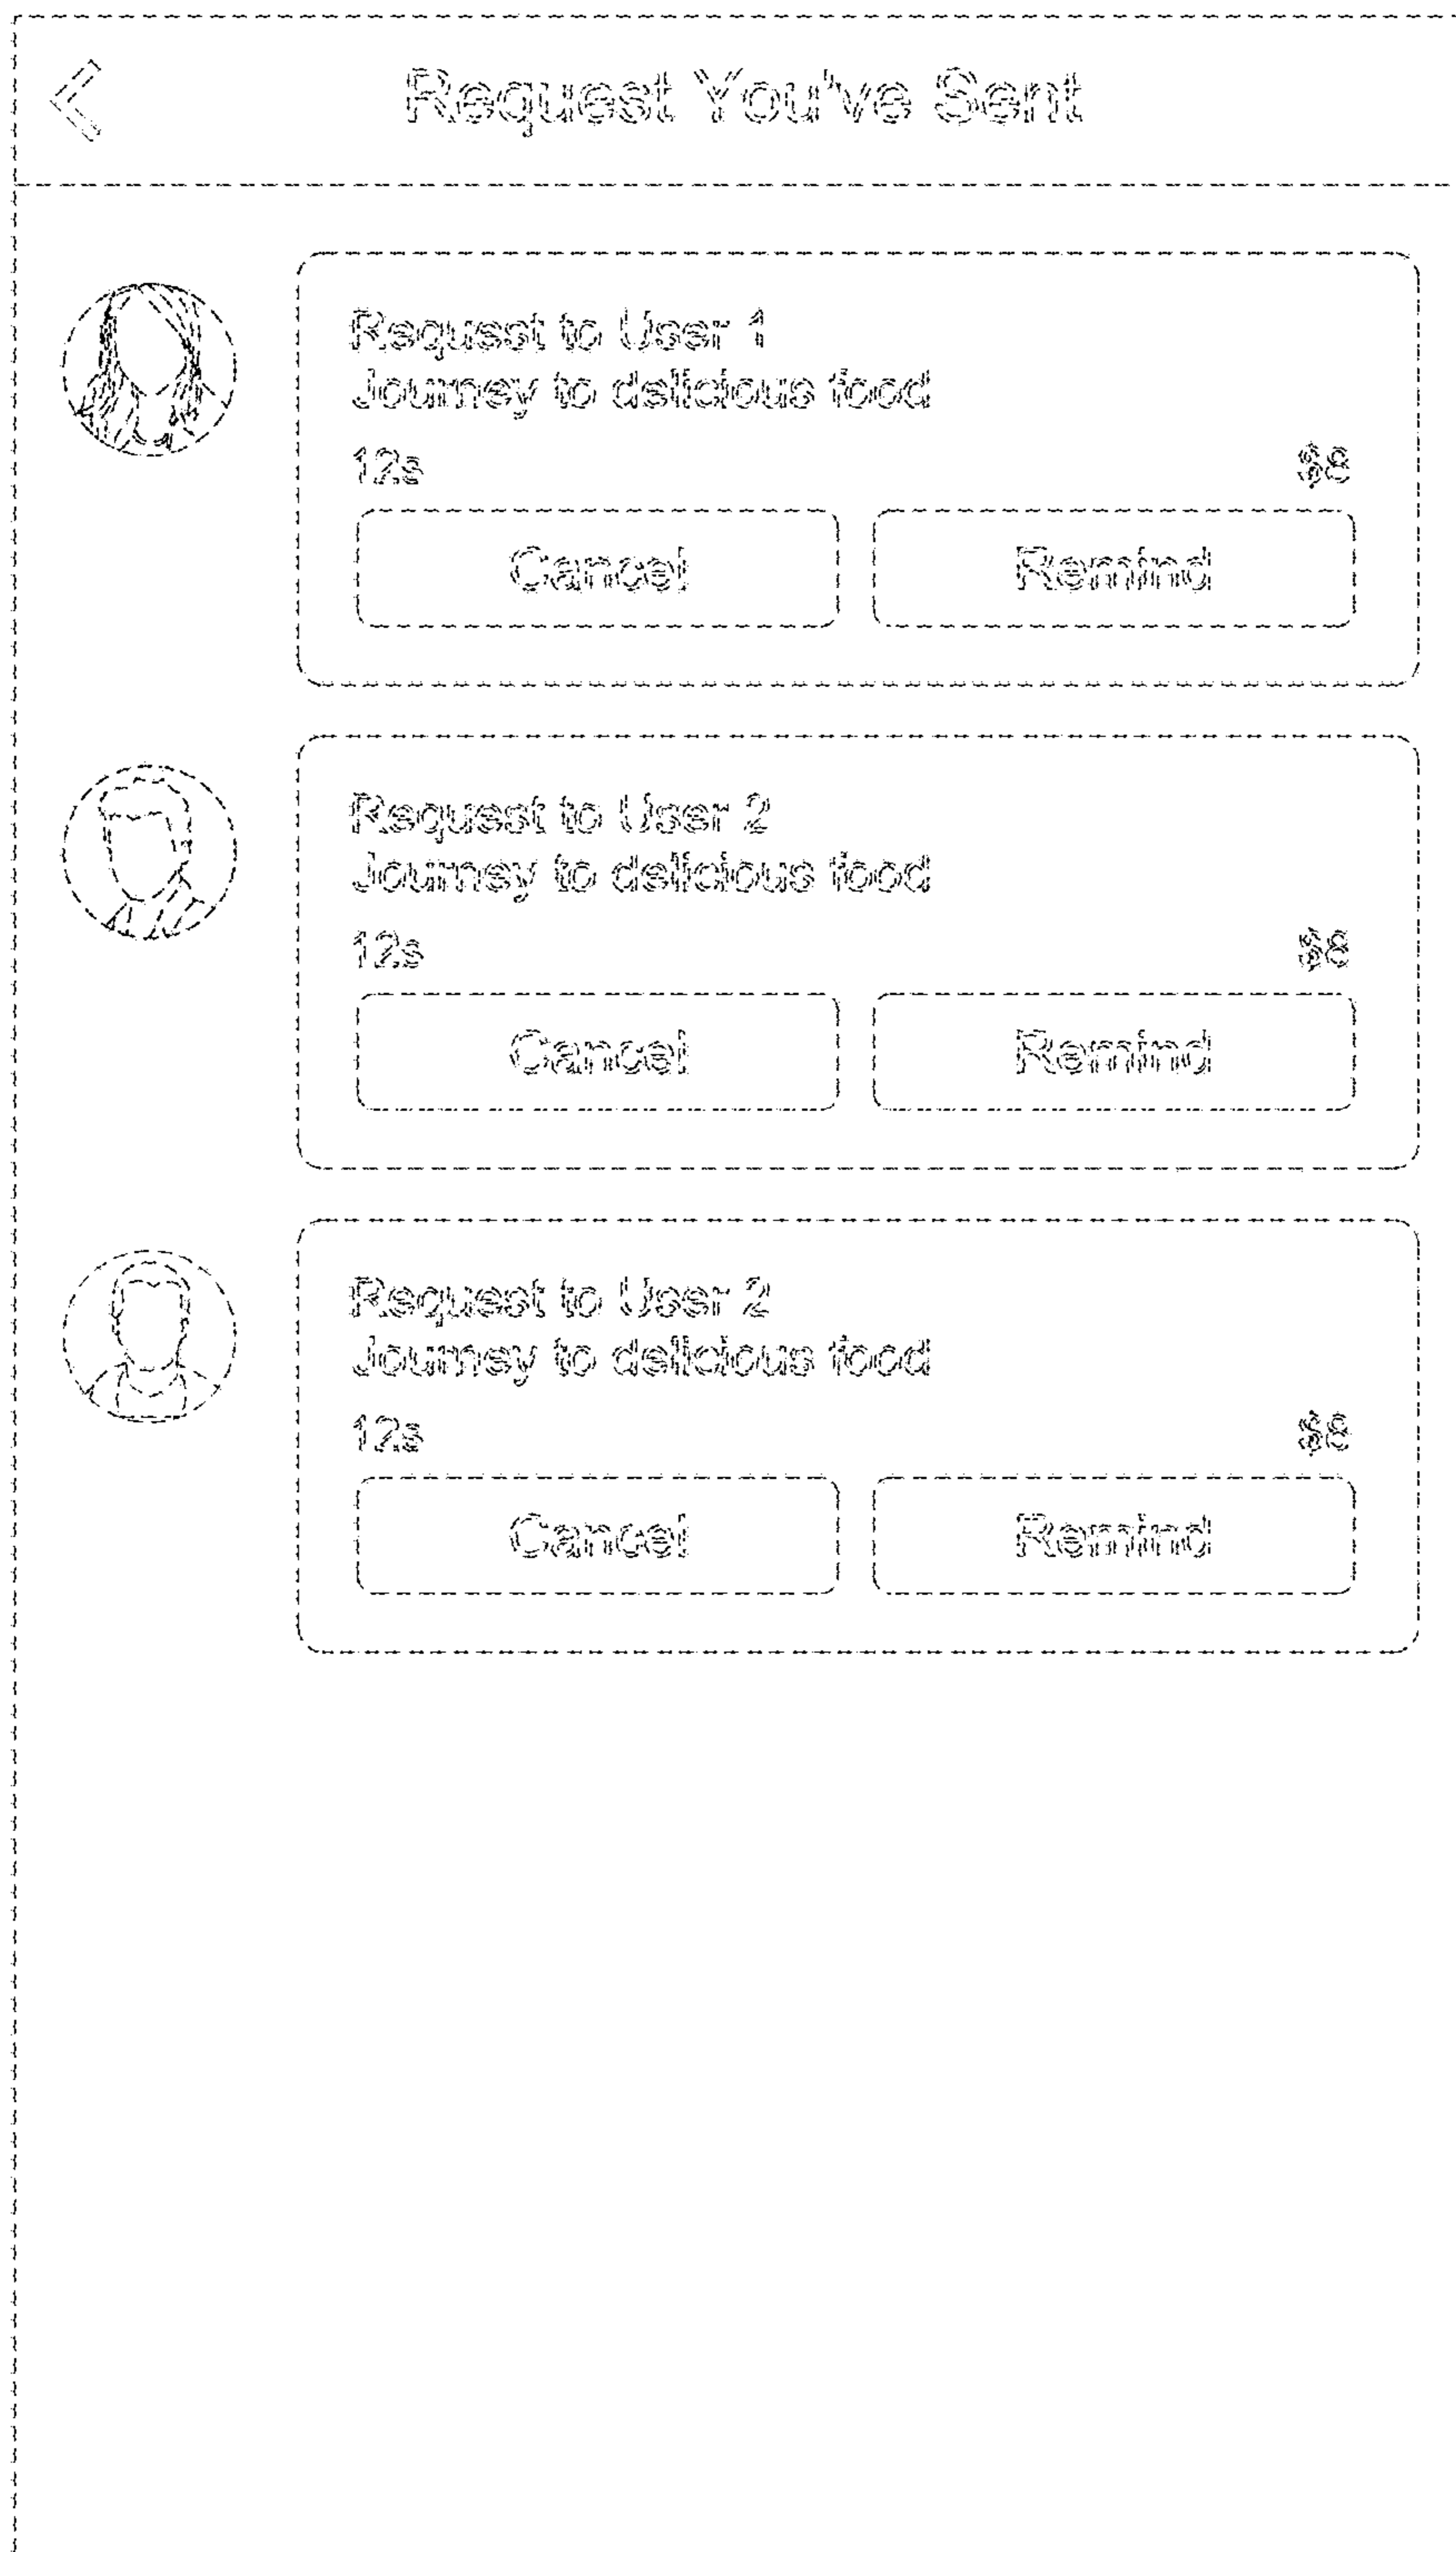 Request You've Sent
Request to User 1
Journey to delicious food
12s $8
Cancel Remind
Request to User 2
Journey to delicious food
12s $8
Cancel Remind
Request to User 2
Journey to delicious food
12s $8
Cancel Remind